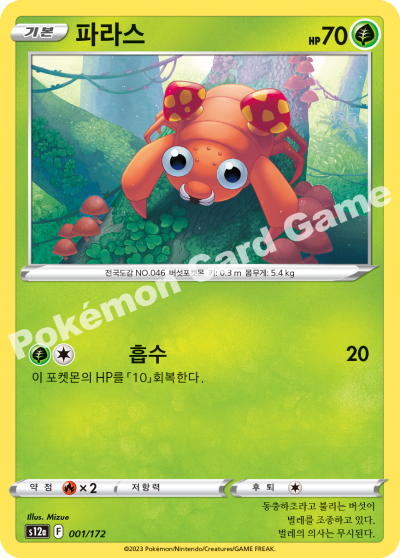 기본 파라스 HP 70
전국도감 NO.046 버섯포켓몬 키: 0.3 m 몸무게: 5.4 kg
Pokémon Card Game
흡수 20
이 포켓몬의 HP를 「10」회복한다.
약점 ×2 저항력 후퇴
Illus. Mizue
s12a F 001/172
동충하초라고 불리는 버섯이
벌레를 조종하고 있다.
벌레의 의사는 무시된다.
©2023 Pokémon/Nintendo/Creatures/GAME FREAK.